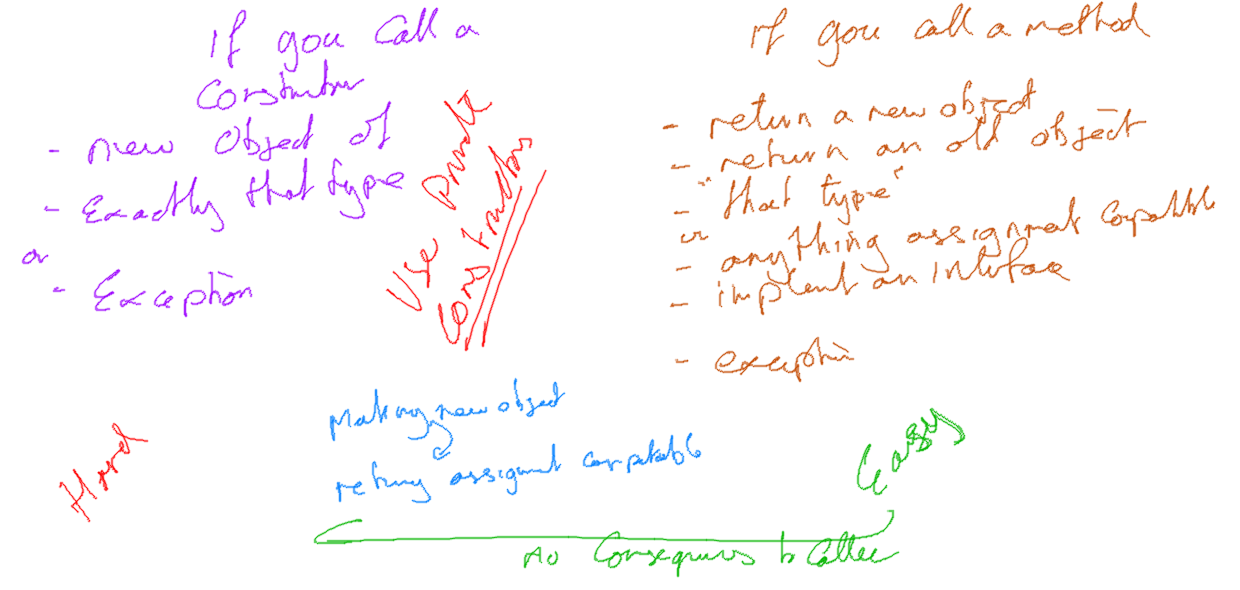 If you call a
Constructor
- new Object of
- Exactly that type
or
- Exception
Use private
Constructors
If you call a method
- return a new object
- return an old object
- "that type"
or
- anything assignment compatible
- implent an interface
- exception
Making new object
returning assignment compatable
Hard
Easy
no Consequences to Caller